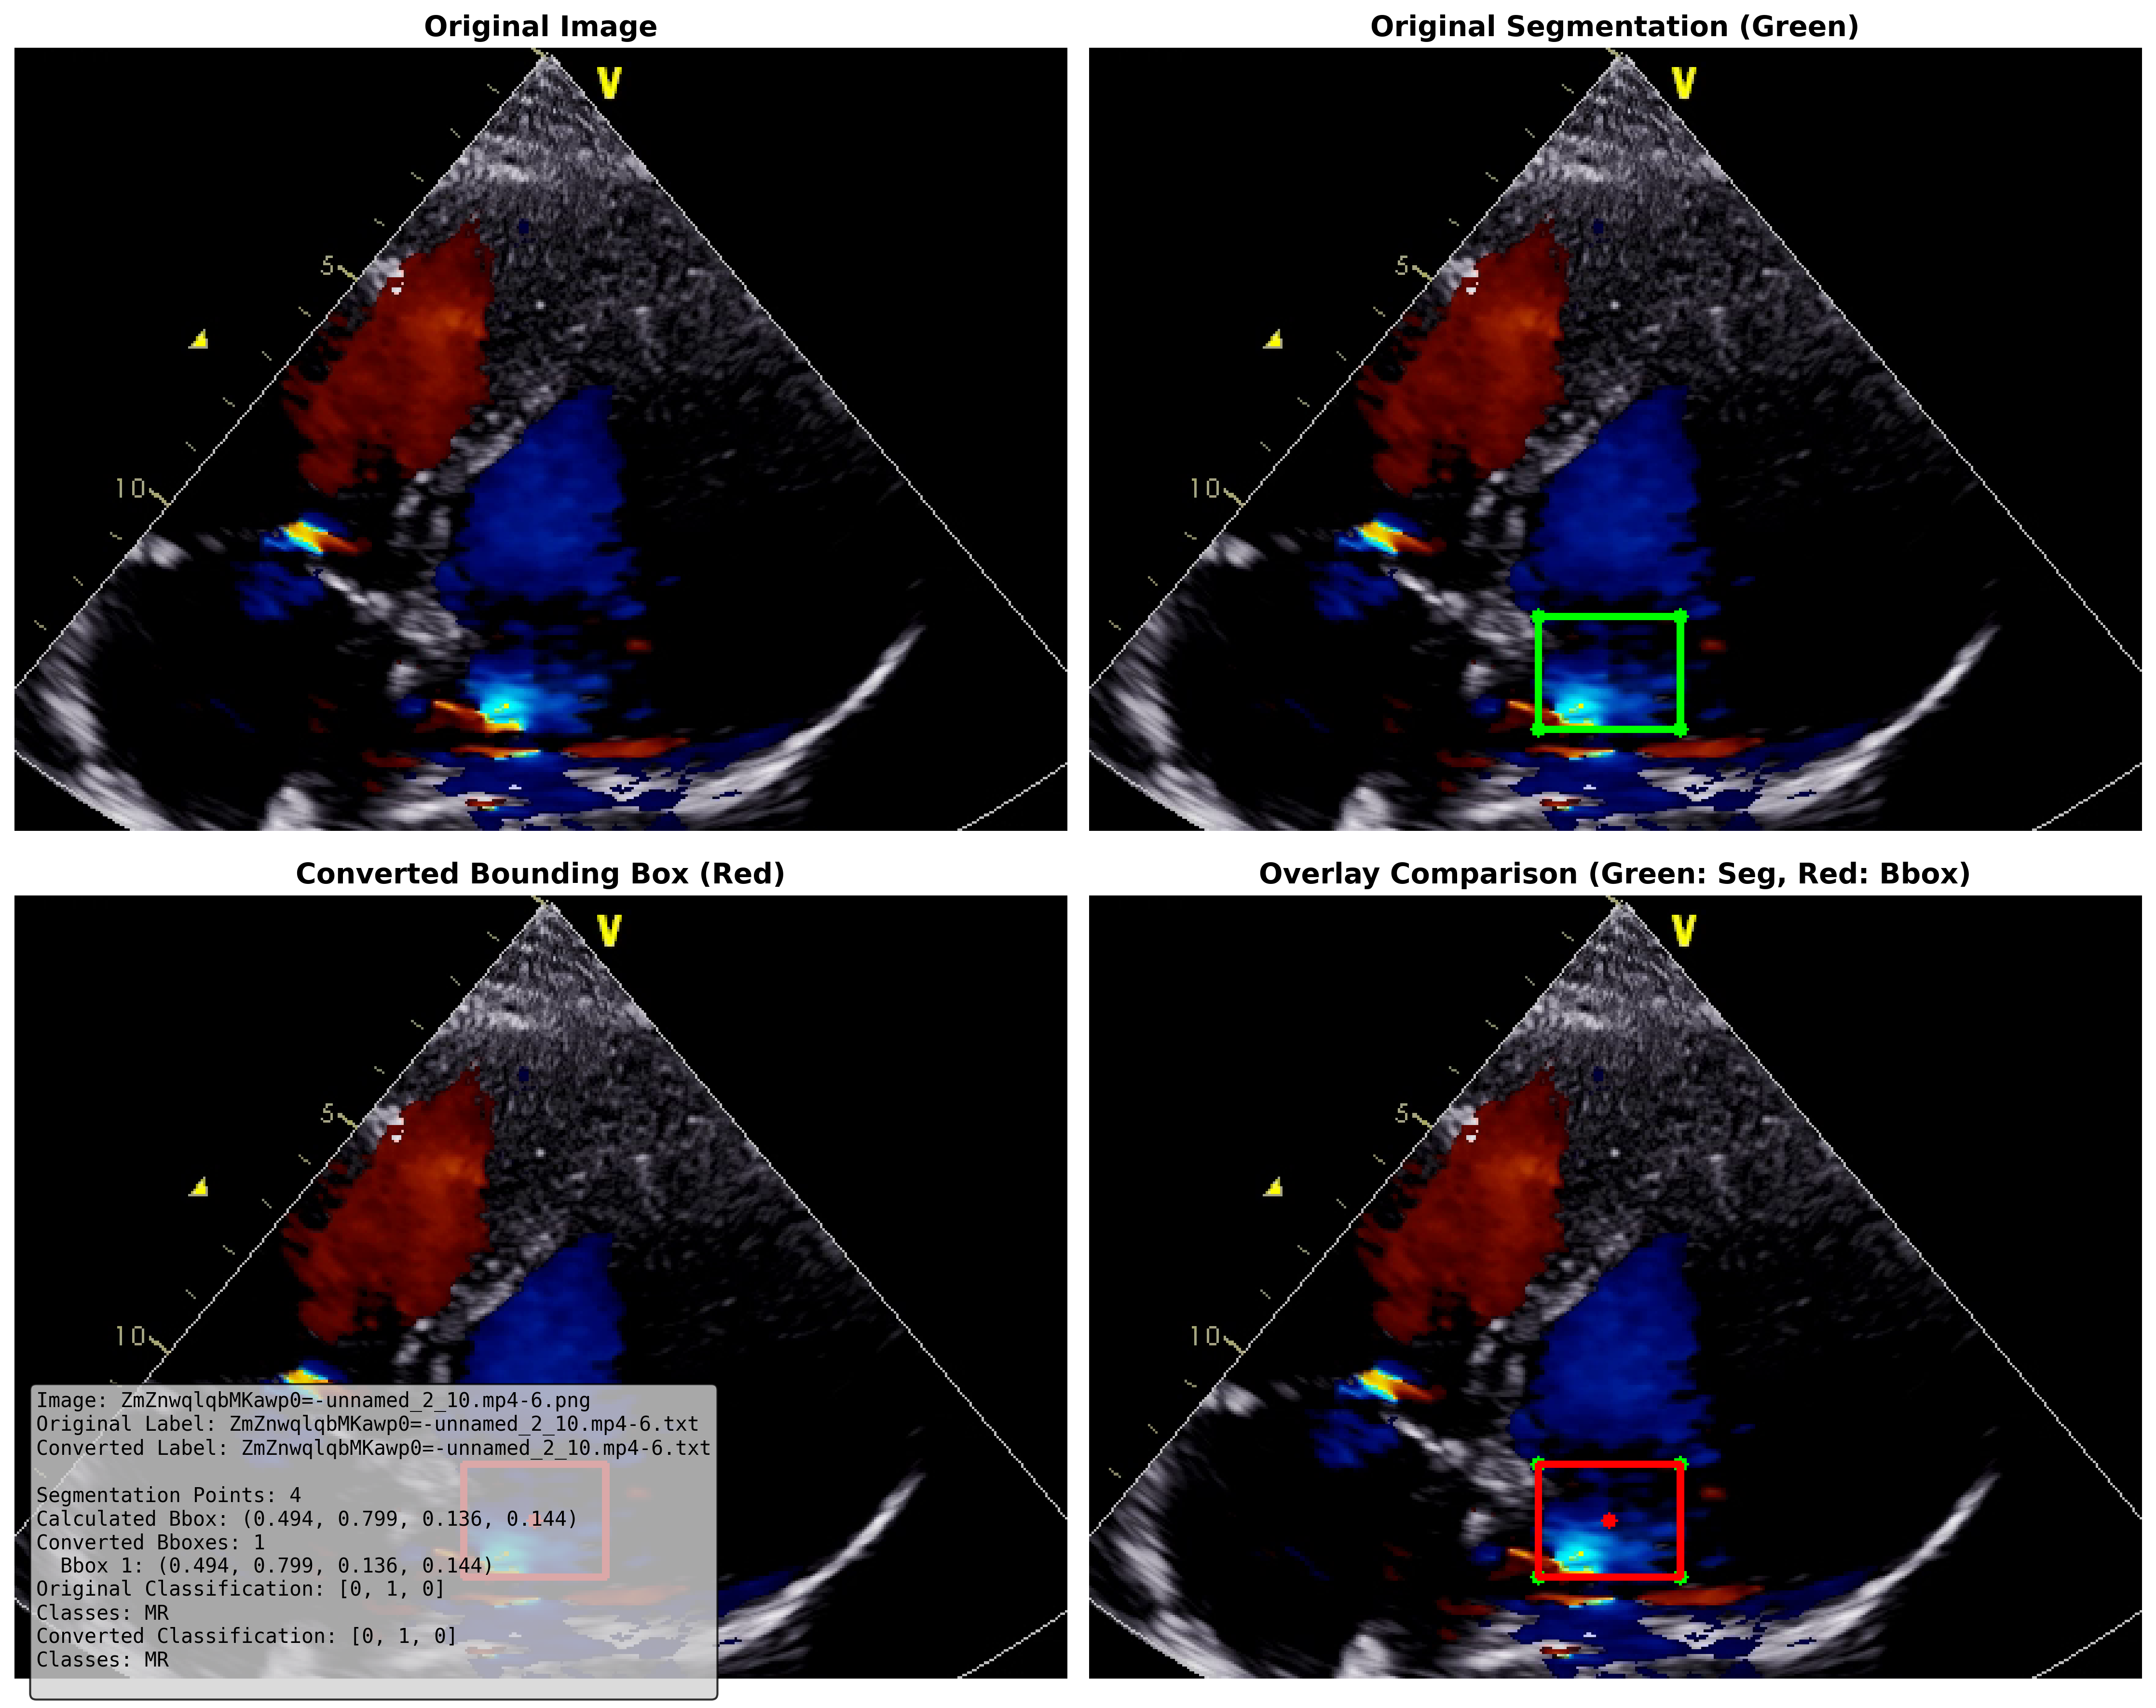 Original Image
Original Segmentation (Green)
V
5
10
V
5
10
Converted Bounding Box (Red)
Overlay Comparison (Green: Seg, Red: Bbox)
V
5
10
Image: ZmZnwqlqbMKawp0=-unnamed_2_10.mp4-6.png
Original Label: ZmZnwqlqbMKawp0=-unnamed_2_10.mp4-6.txt
Converted Label: ZmZnwqlqbMKawp0=-unnamed_2_10.mp4-6.txt
Segmentation Points: 4
Calculated Bbox: (0.494, 0.799, 0.136, 0.144)
Converted Bboxes: 1
Bbox 1: (0.494, 0.799, 0.136, 0.144)
Original Classification: [0, 1, 0]
Classes: MR
Converted Classification: [0, 1, 0]
Classes: MR
V
5
10